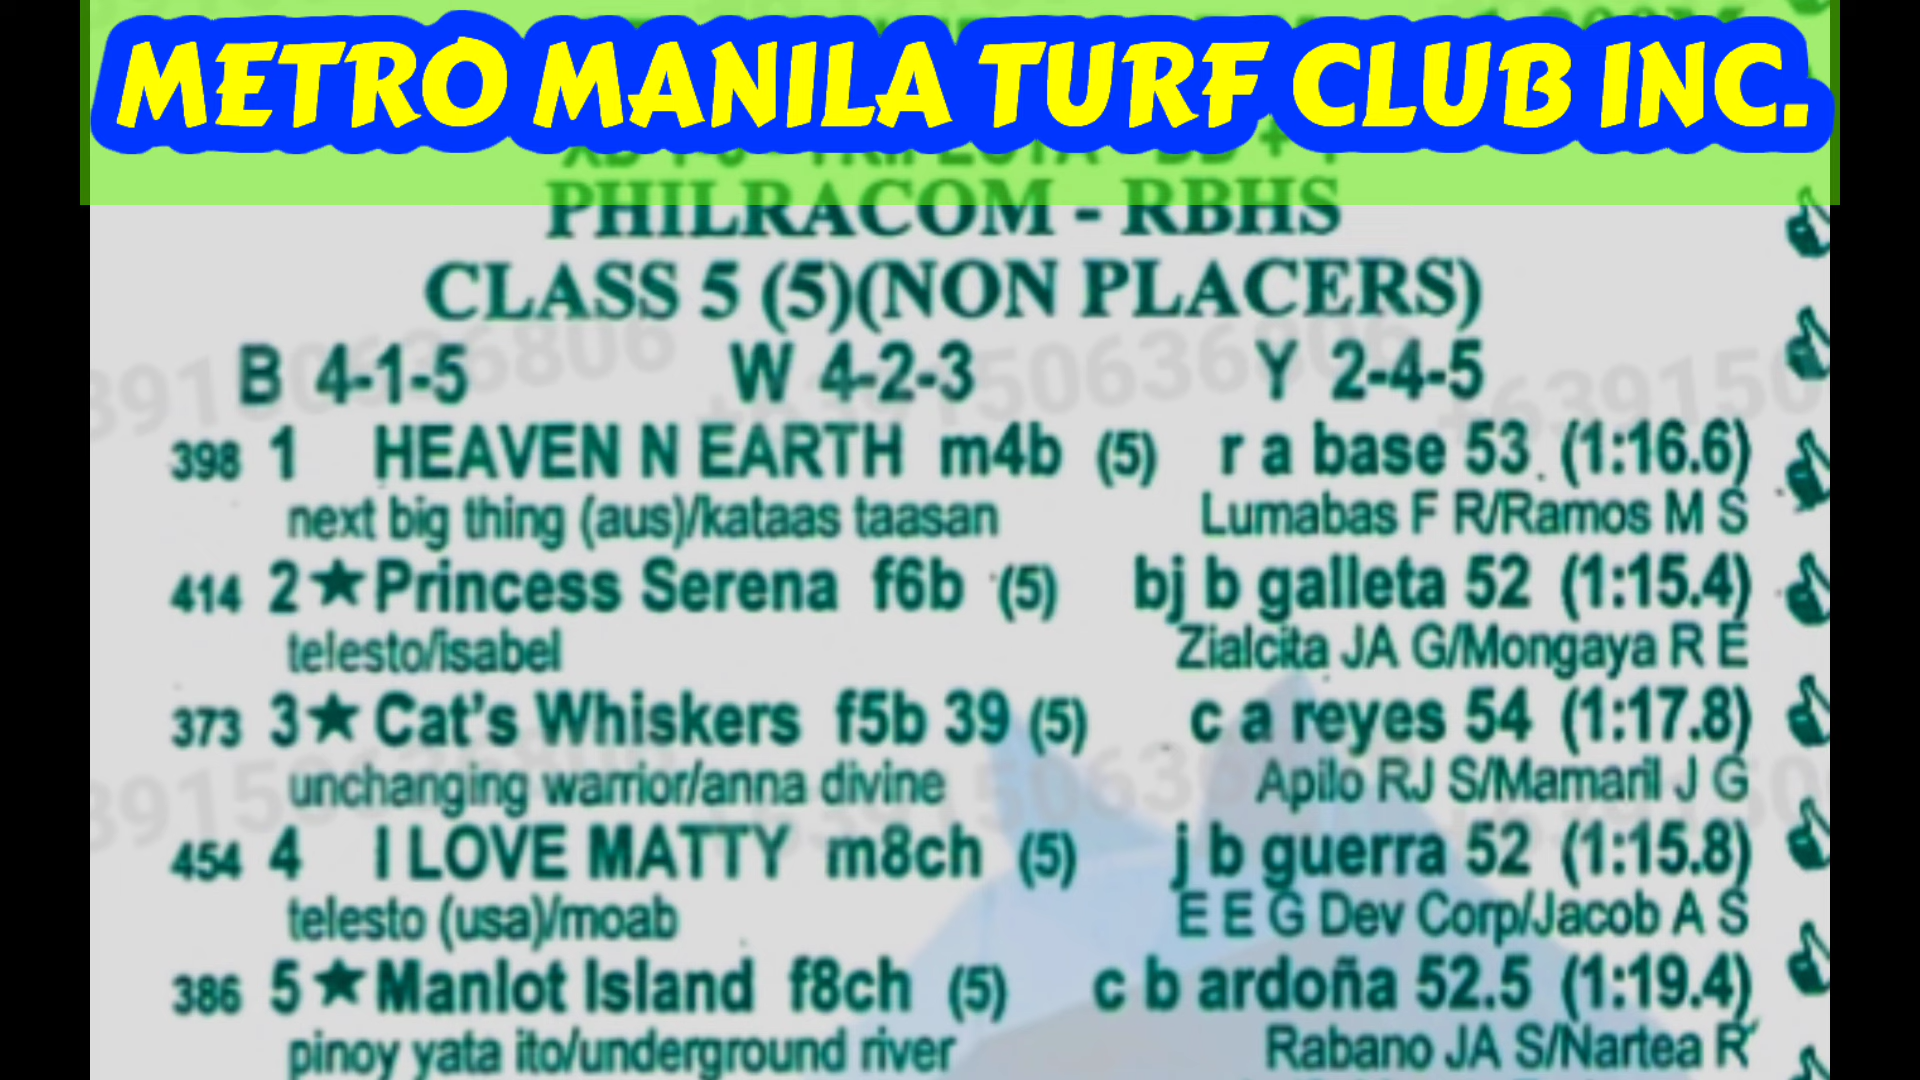 METRO MANILA TURF CLUB INC.
PHILRACOM - RBHS
CLASS 5 (5)(NON PLACERS)
B 4-1-5 W 4-2-3 Y 2-4-5
398 1 HEAVEN N EARTH m4b (5) r a base 53 (1:16.6)
next big thing (aus)/kataas taasan Lumabas F R/Ramos M S
414 2★Princess Serena f6b (5) bj b galleta 52 (1:15.4)
telesto/isabel Zialcita JA G/Mongaya R E
373 3★Cat's Whiskers f5b 39 (5) c a reyes 54 (1:17.8)
unchanging warrior/anna divine Apilo RJ S/Mamaril J G
454 4 I LOVE MATTY m8ch (5) j b guerra 52 (1:15.8)
telesto (usa)/moab E E G Dev Corp/Jacob A S
386 5★Manlot Island f8ch (5) c b ardoña 52.5 (1:19.4)
pinoy yata ito/underground river Rabano JA S/Nartea R